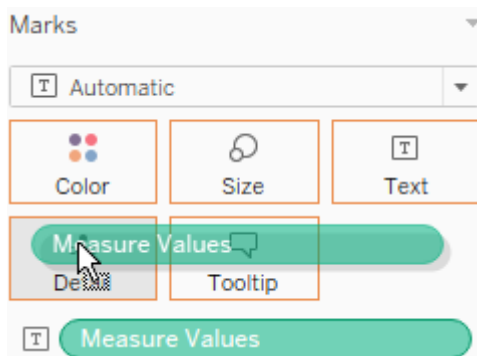 Marks
T Automatic
Color Size T Text
Measure Values
Tooltip
T Measure Values